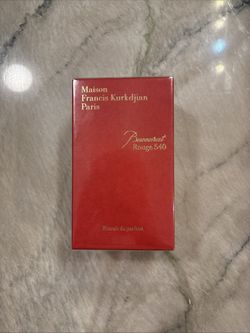 Maison
Francis Kurkdjian
Paris
Baccarat
Rouge 540
Extrait de parfum